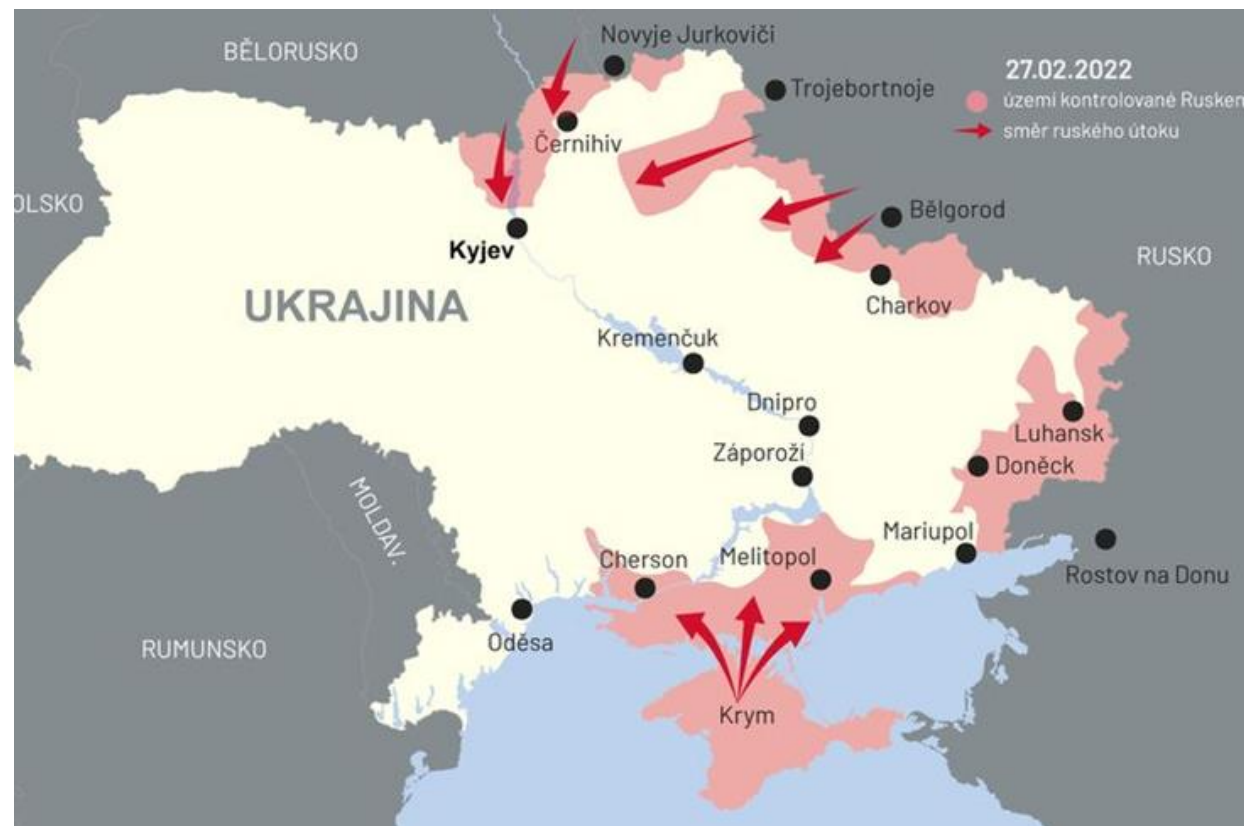 BĚLORUSKO
Novyje Jurkoviči
27.02.2022
Trojebortnoje
území kontrolované Ruskem
směr ruského útoku
Černihiv
OLSKO
Bělgorod
Kyjev
RUSKO
UKRAJINA
Charkov
Kremenčuk
Dnipro
Luhansk
Záporoží
Doněck
MOLDAV.
Mariupol
Cherson
Melitopol
Rostov na Donu
Oděsa
RUMUNSKO
Krym